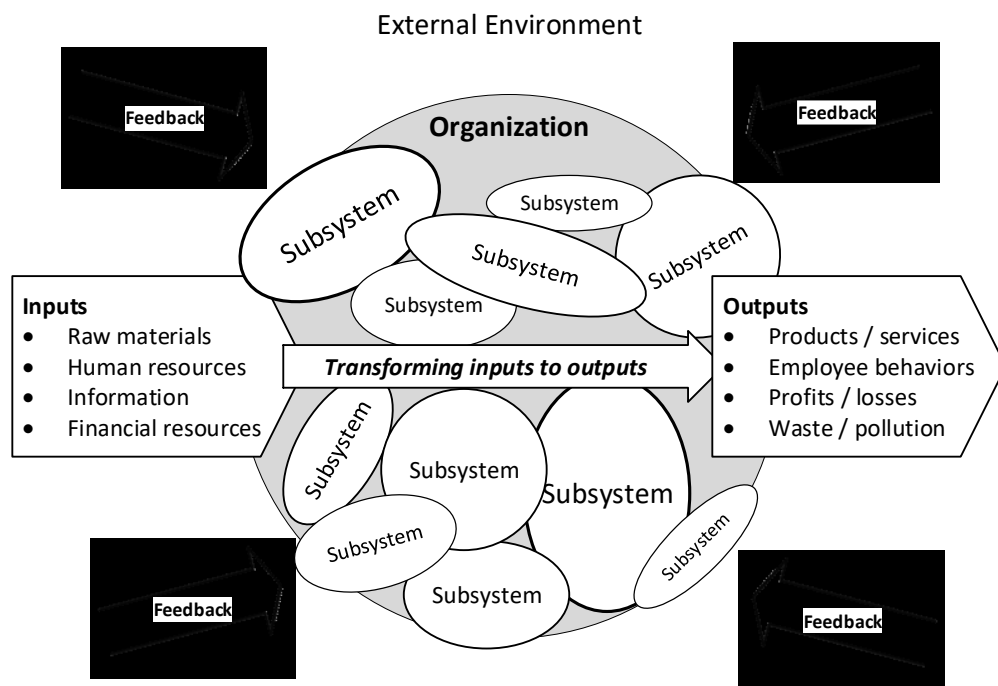 External Environment
Feedback
Feedback
Organization
Subsystem
Subsystem
Subsystem
Subsystem
Subsystem
Inputs
• Raw materials
• Human resources
• Information
• Financial resources
Transforming inputs to outputs
Outputs
• Products / services
• Employee behaviors
• Profits / losses
• Waste / pollution
Subsystem
Subsystem
Subsystem
Subsystem
Subsystem
Subsystem
Feedback
Feedback